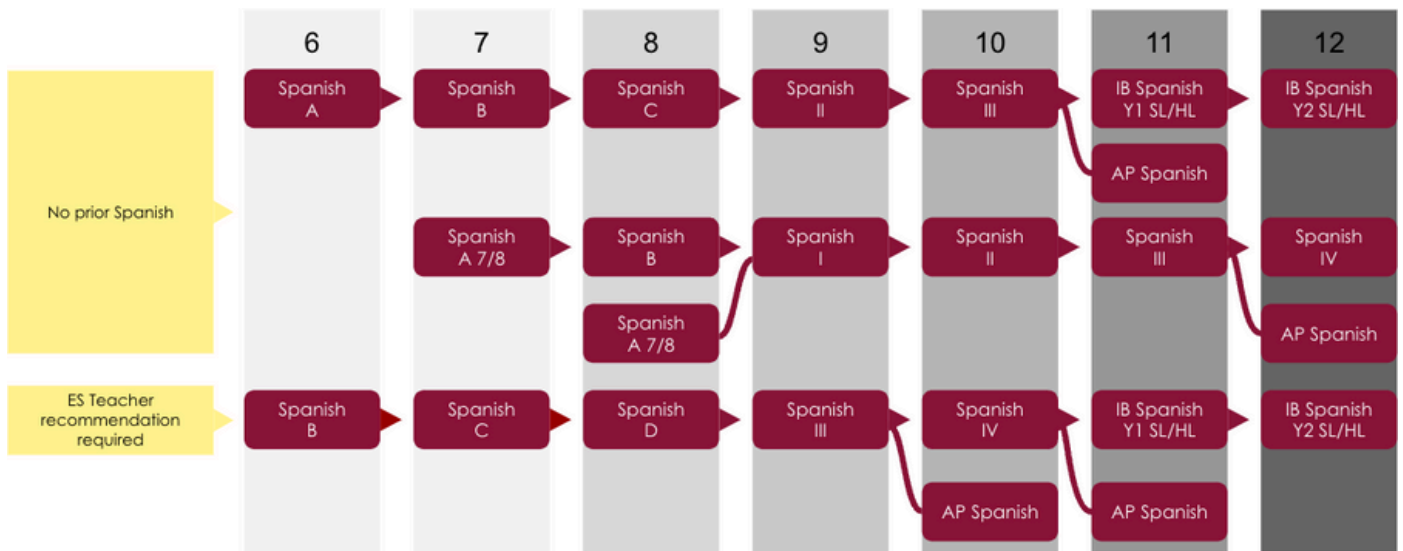 6 7 8 9 10 11 12
Spanish Spanish Spanish Spanish Spanish IB Spanish IB Spanish
A B C II III Y1 SL/HL Y2 SL/HL
AP Spanish
No prior Spanish
Spanish Spanish Spanish Spanish Spanish Spanish
A 7/8 B I II III IV
Spanish
A 7/8
AP Spanish
ES Teacher
recommendation
required
Spanish Spanish Spanish Spanish Spanish IB Spanish IB Spanish
B C D III IV Y1 SL/HL Y2 SL/HL
AP Spanish AP Spanish